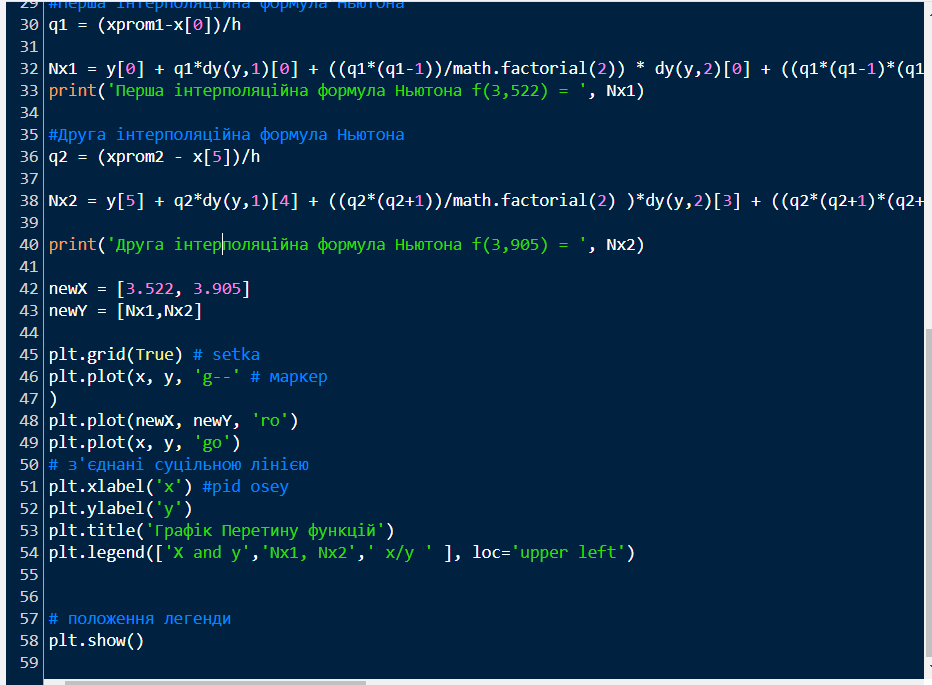 29 #Перша інтерполяційна формула Ньютона
30 q1 = (xprom1-x[0])/h
31
32 Nx1 = y[0] + q1*dy(y,1)[0] + ((q1*(q1-1))/math.factorial(2)) * dy(y,2)[0] + ((q1*(q1-1)*(q1
33 print('Перша інтерполяційна формула Ньютона f(3,522) = ', Nx1)
34
35 #Друга інтерполяційна формула Ньютона
36 q2 = (xprom2 - x[5])/h
37
38 Nx2 = y[5] + q2*dy(y,1)[4] + ((q2*(q2+1))/math.factorial(2) )*dy(y,2)[3] + ((q2*(q2+1)*(q2+
39
40 print('Друга інтерполяційна формула Ньютона f(3,905) = ', Nx2)
41
42 newX = [3.522, 3.905]
43 newY = [Nx1,Nx2]
44
45 plt.grid(True) # setka
46 plt.plot(x, y, 'g--' # маркер
47 )
48 plt.plot(newX, newY, 'ro')
49 plt.plot(x, y, 'go')
50 # з'єднані суцільною лінією
51 plt.xlabel('x') #pid osey
52 plt.ylabel('y')
53 plt.title('Графік Перетину функцій')
54 plt.legend(['X and y','Nx1, Nx2',' x/y ' ], loc='upper left')
55
56
57 # положення легенди
58 plt.show()
59